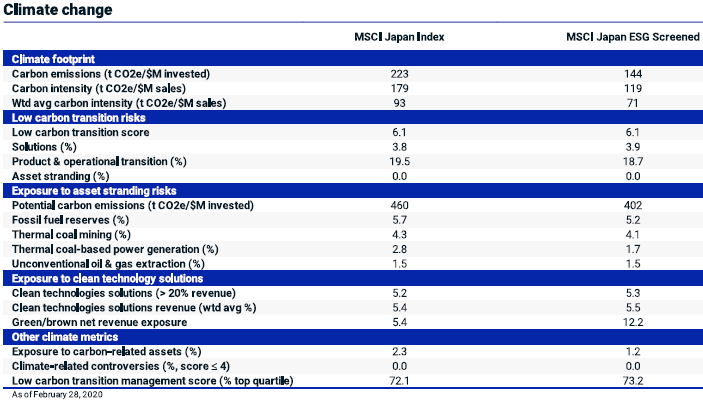 Climate change
MSCI Japan Index MSCI Japan ESG Screened
Climate footprint
Carbon emissions (t CO2e/$M invested) 223 144
Carbon intensity (t CO2e/$M sales) 179 119
Wtd avg carbon intensity (t CO2e/$M sales) 93 71
Low carbon transition risks
Low carbon transition score 6.1 6.1
Solutions (%) 3.8 3.9
Product & operational transition (%) 19.5 18.7
Asset stranding (%) 0.0 0.0
Exposure to asset stranding risks
Potential carbon emissions (t CO2e/$M invested) 460 402
Fossil fuel reserves (%) 5.7 5.2
Thermal coal mining (%) 4.3 4.1
Thermal coal-based power generation (%) 2.8 1.7
Unconventional oil & gas extraction (%) 1.5 1.5
Exposure to clean technology solutions
Clean technologies solutions (> 20% revenue) 5.2 5.3
Clean technologies solutions revenue (wtd avg %) 5.4 5.5
Green/brown net revenue exposure 5.4 12.2
Other climate metrics
Exposure to carbon-related assets (%) 2.3 1.2
Climate-related controversies (%, score ≤ 4) 0.0 0.0
Low carbon transition management score (% top quartile) 72.1 73.2
As of February 28, 2020